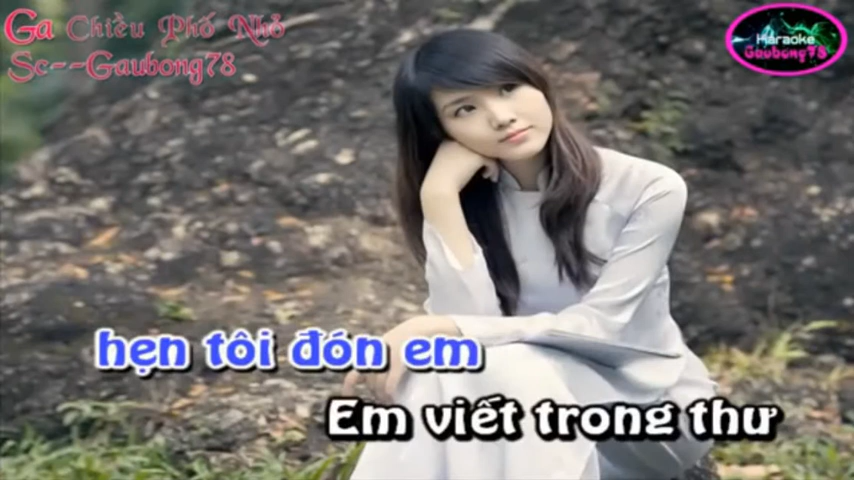 Ga Chiều Phố Nhỏ
Sc--Gaubong78
Karaoke
Gaubong78
hẹn tôi đón em
Em viết trong thư